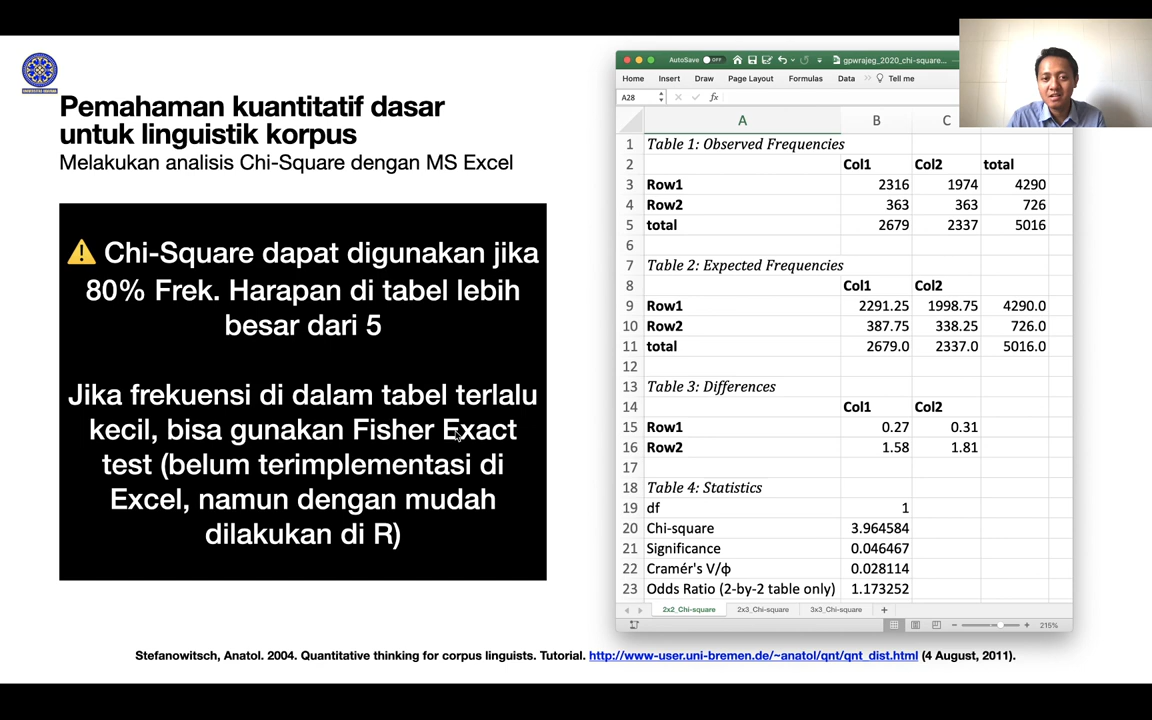 Pemahaman kuantitatif dasar
untuk linguistik korpus
Melakukan analisis Chi-Square dengan MS Excel
⚠️ Chi-Square dapat digunakan jika
80% Frek. Harapan di tabel lebih
besar dari 5
Jika frekuensi di dalam tabel terlalu
kecil, bisa gunakan Fisher Exact
test (belum terimplementasi di
Excel, namun dengan mudah
dilakukan di R)
AutoSave OFF gpwrajeg_2020_chi-square...
Home Insert Draw Page Layout Formulas Data >> Tell me
A28 fx
A B C
1 Table 1: Observed Frequencies
2 Col1 Col2 total
3 Row1 2316 1974 4290
4 Row2 363 363 726
5 total 2679 2337 5016
6
7 Table 2: Expected Frequencies
8 Col1 Col2
9 Row1 2291.25 1998.75 4290.0
10 Row2 387.75 338.25 726.0
11 total 2679.0 2337.0 5016.0
12
13 Table 3: Differences
14 Col1 Col2
15 Row1 0.27 0.31
16 Row2 1.58 1.81
17
18 Table 4: Statistics
19 df 1
20 Chi-square 3.964584
21 Significance 0.046467
22 Cramér's V/ϕ 0.028114
23 Odds Ratio (2-by-2 table only) 1.173252
2x2_Chi-square 2x3_Chi-square 3x3_Chi-square +
215%
Stefanowitsch, Anatol. 2004. Quantitative thinking for corpus linguists. Tutorial. http://www-user.uni-bremen.de/~anatol/qnt/qnt_dist.html (4 August, 2011).